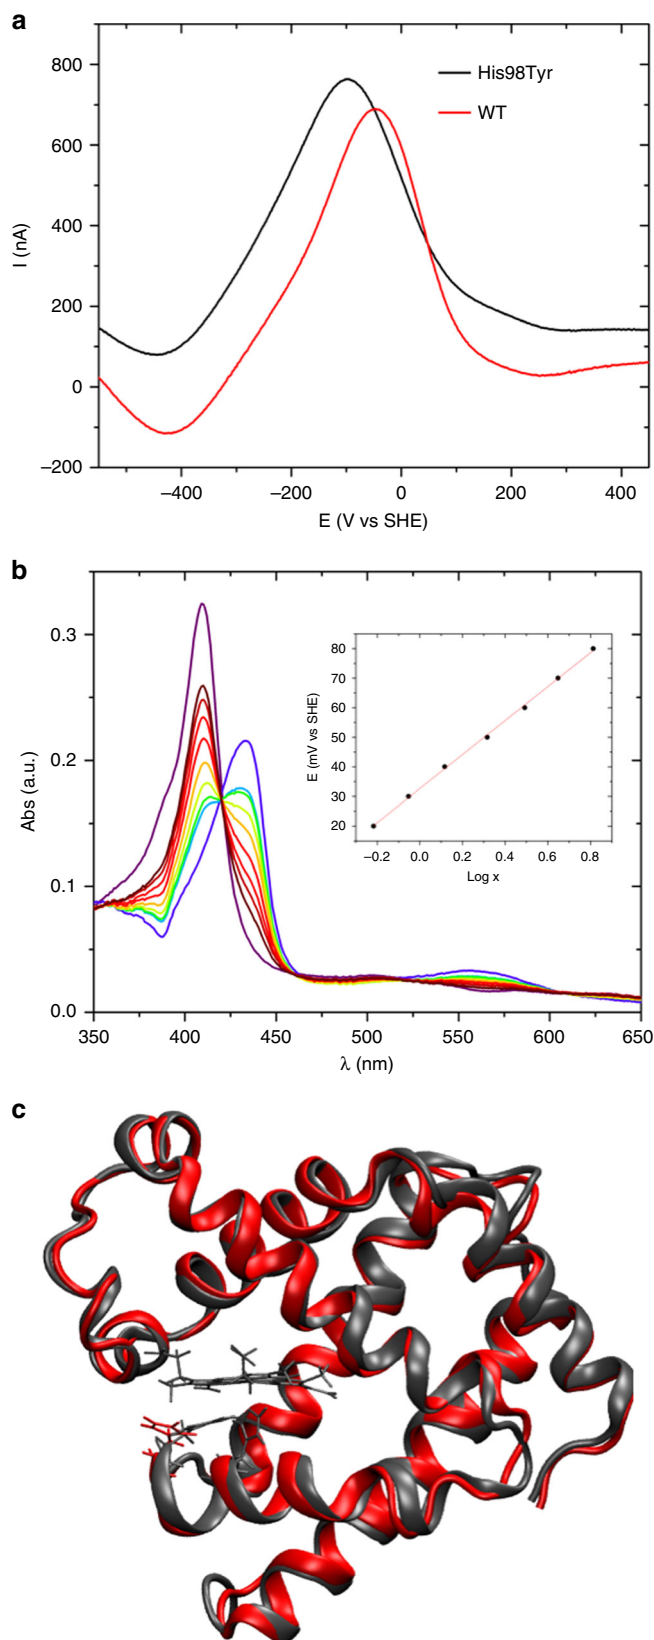 a
800
600
400
200
0
–200
I (nA)
His98Tyr
WT
–400 –200 0 200 400
E (V vs SHE)
b
0.3
0.2
0.1
0.0
Abs (a.u.)
80
70
60
50
40
30
20
E (mV vs SHE)
–0.2 0.0 0.2 0.4 0.6 0.8
Log x
350 400 450 500 550 600 650
λ (nm)
c